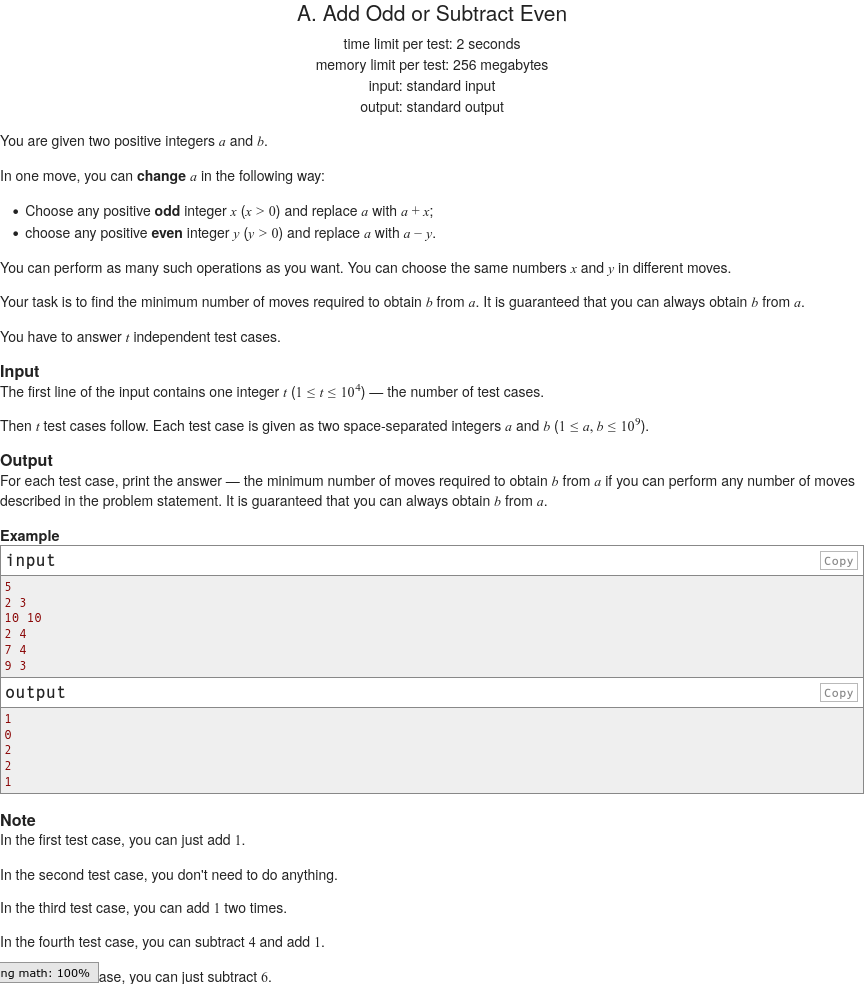 A. Add Odd or Subtract Even
time limit per test: 2 seconds
memory limit per test: 256 megabytes
input: standard input
output: standard output
You are given two positive integers a and b.
In one move, you can change a in the following way:
• Choose any positive odd integer x (x > 0) and replace a with a + x;
• choose any positive even integer y (y > 0) and replace a with a − y.
You can perform as many such operations as you want. You can choose the same numbers x and y in different moves.
Your task is to find the minimum number of moves required to obtain b from a. It is guaranteed that you can always obtain b from a.
You have to answer t independent test cases.
Input
The first line of the input contains one integer t (1 ≤ t ≤ 10⁴) — the number of test cases.
Then t test cases follow. Each test case is given as two space-separated integers a and b (1 ≤ a, b ≤ 10⁹).
Output
For each test case, print the answer — the minimum number of moves required to obtain b from a if you can perform any number of moves
described in the problem statement. It is guaranteed that you can always obtain b from a.
Example
input Copy
5
2 3
10 10
2 4
7 4
9 3
output Copy
1
0
2
2
1
Note
In the first test case, you can just add 1.
In the second test case, you don't need to do anything.
In the third test case, you can add 1 two times.
In the fourth test case, you can subtract 4 and add 1.
ng math: 100% ase, you can just subtract 6.